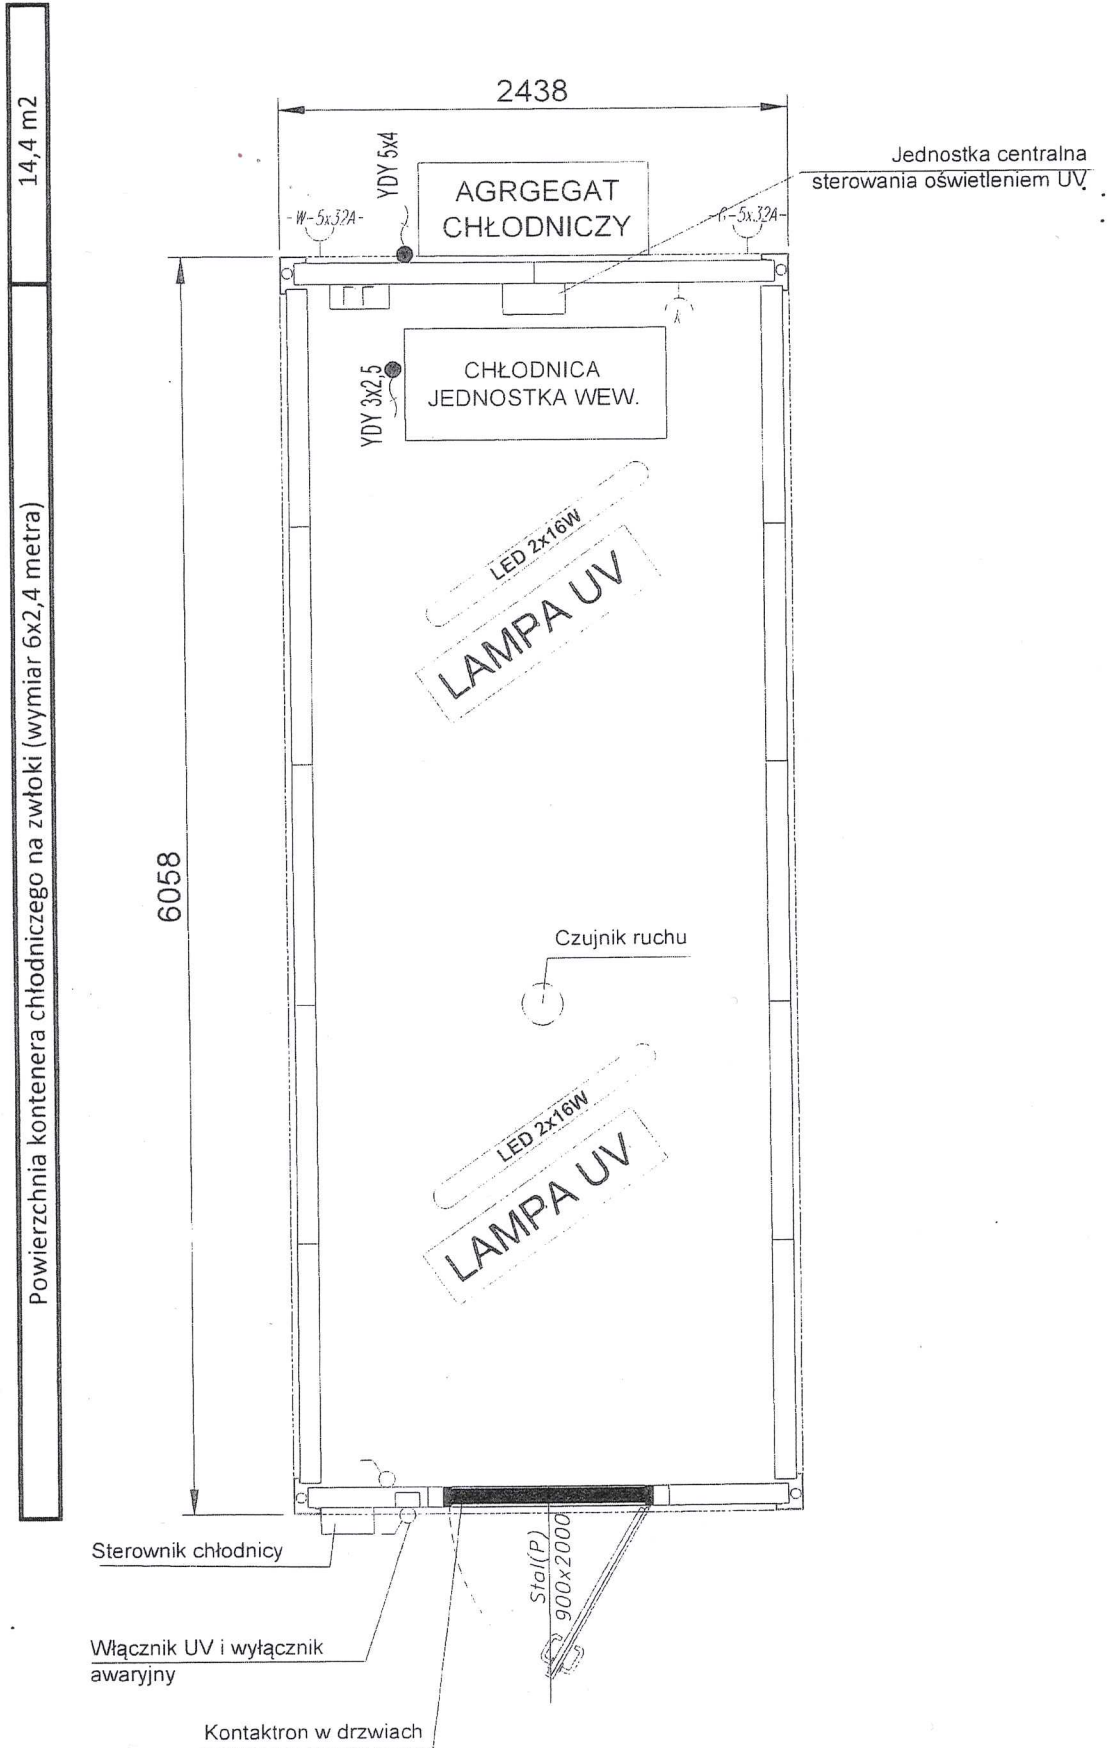 14,4 m2
Powierzchnia kontenera chłodniczego na zwłoki (wymiar 6x2,4 metra)
2438
YDY 5x4
AGRGEGAT
CHŁODNICZY
Jednostka centralna
sterowania oświetleniem UV
-W-5x32A-
-5x32A-
CHŁODNICA
JEDNOSTKA WEW.
YDY 3x2,5
LED 2x16W
LAMPA UV
6058
Czujnik ruchu
LED 2x16W
LAMPA UV
Sterownik chłodnicy
Stal(P)
900x2000
Włącznik UV i wyłącznik
awaryjny
Kontaktron w drzwiach